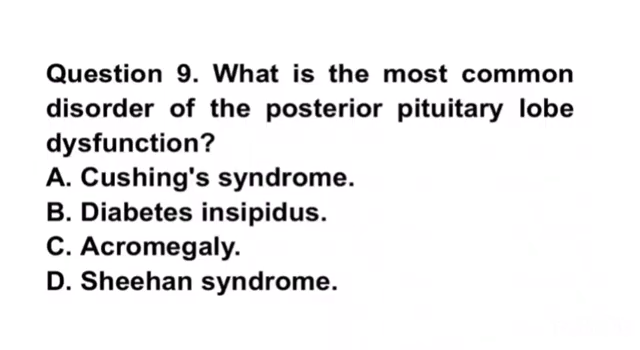 Question 9. What is the most common
disorder of the posterior pituitary lobe
dysfunction?
A. Cushing's syndrome.
B. Diabetes insipidus.
C. Acromegaly.
D. Sheehan syndrome.